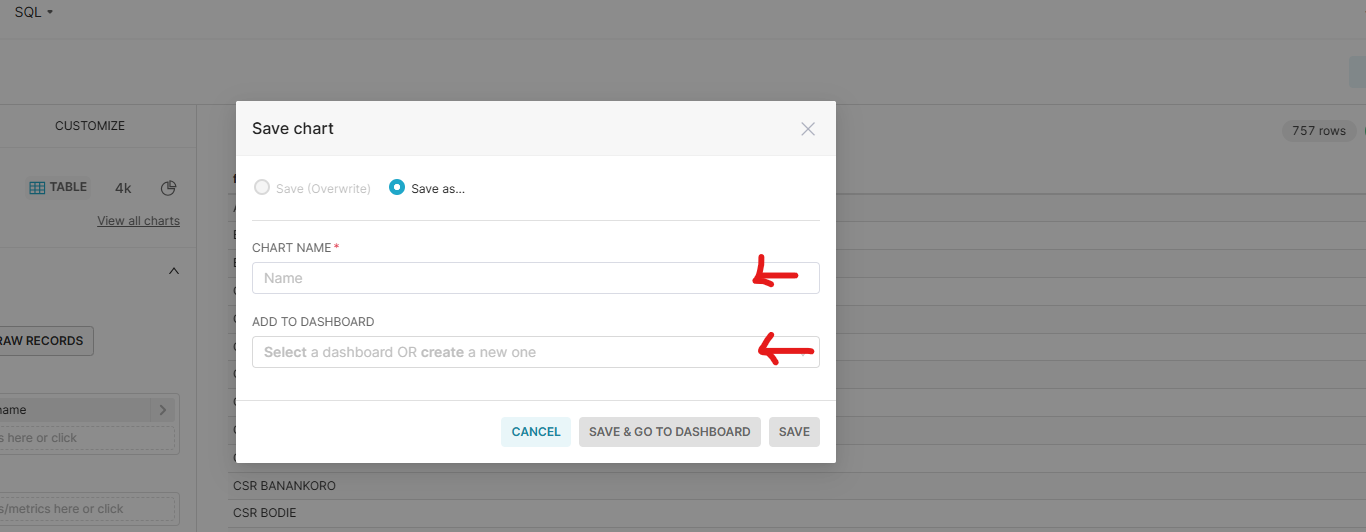 SQL
CUSTOMIZE
757 rows
Save chart
TABLE
4k
Save (Overwrite)
Save as...
View all charts
CHART NAME *
Name
ADD TO DASHBOARD
RAW RECORDS
Select a dashboard OR create a new one
name
s here or click
CANCEL
SAVE & GO TO DASHBOARD
SAVE
CSR BANANKORO
s/metrics here or click
CSR BODIE